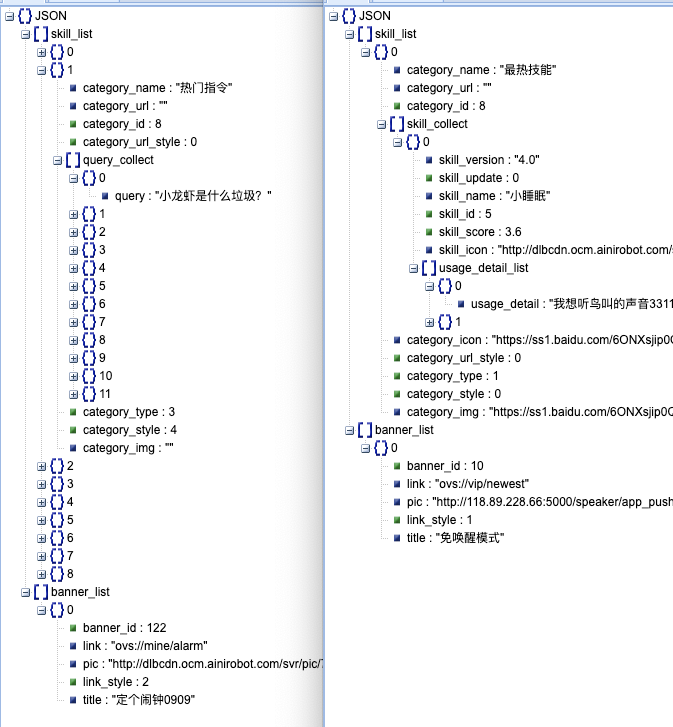 JSON
skill_list
0
1
category_name : "热门指令"
category_url : ""
category_id : 8
category_url_style : 0
query_collect
0
query : "小龙虾是什么垃圾？"
1
2
3
4
5
6
7
8
9
10
11
category_type : 3
category_style : 4
category_img : ""
2
3
4
5
6
7
8
banner_list
0
banner_id : 122
link : "ovs://mine/alarm"
pic : "http://dlbcdn.ocm.ainirobot.com/svr/pic/
link_style : 2
title : "定个闹钟0909"
JSON
skill_list
0
category_name : "最热技能"
category_url : ""
category_id : 8
skill_collect
0
skill_version : "4.0"
skill_update : 0
skill_name : "小睡眠"
skill_id : 5
skill_score : 3.6
skill_icon : "http://dlbcdn.ocm.ainirobot.com/s
usage_detail_list
0
usage_detail : "我想听鸟叫的声音3311
1
category_icon : "https://ss1.baidu.com/6ONXsjip0
category_url_style : 0
category_type : 1
category_style : 0
category_img : "https://ss1.baidu.com/6ONXsjip0
banner_list
0
banner_id : 10
link : "ovs://vip/newest"
pic : "http://118.89.228.66:5000/speaker/app_push
link_style : 1
title : "免唤醒模式"